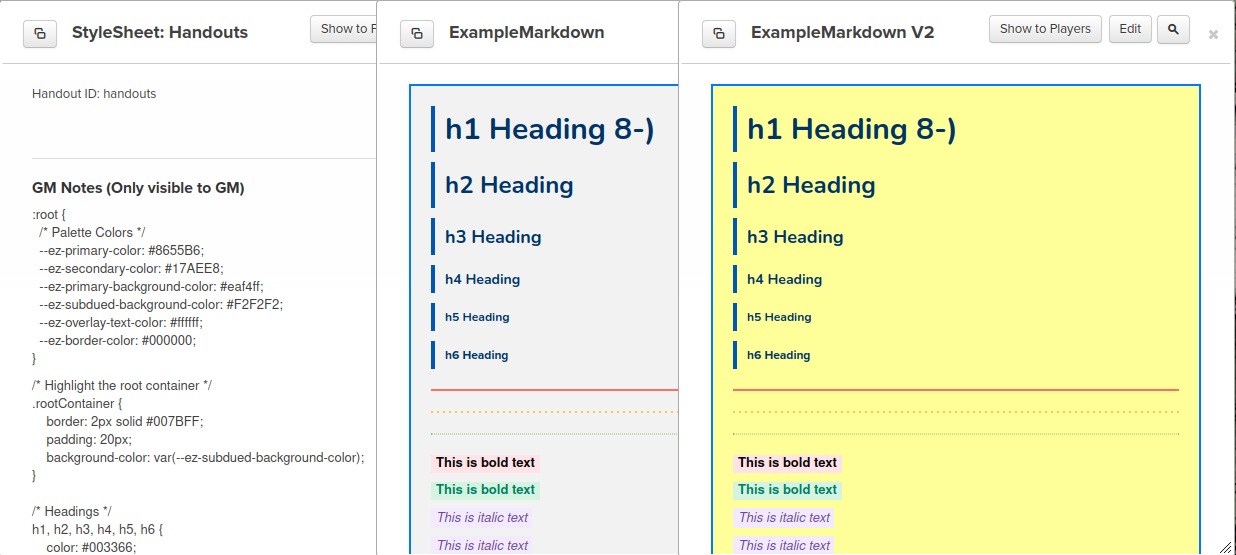 StyleSheet: Handouts
Show to P
Handout ID: handouts
GM Notes (Only visible to GM)
:root {
/* Palette Colors */
--ez-primary-color: #8655B6;
--ez-secondary-color: #17AEE8;
--ez-primary-background-color: #eaf4ff;
--ez-subdued-background-color: #F2F2F2;
--ez-overlay-text-color: #ffffff;
--ez-border-color: #000000;
}
/* Highlight the root container */
.rootContainer {
border: 2px solid #007BFF;
padding: 20px;
background-color: var(--ez-subdued-background-color);
}
/* Headings */
h1, h2, h3, h4, h5, h6 {
color: #003366;
ExampleMarkdown
h1 Heading 8-)
h2 Heading
h3 Heading
h4 Heading
h5 Heading
h6 Heading
This is bold text
This is bold text
This is italic text
This is italic text
ExampleMarkdown V2
Show to Players
Edit
h1 Heading 8-)
h2 Heading
h3 Heading
h4 Heading
h5 Heading
h6 Heading
This is bold text
This is bold text
This is italic text
This is italic text